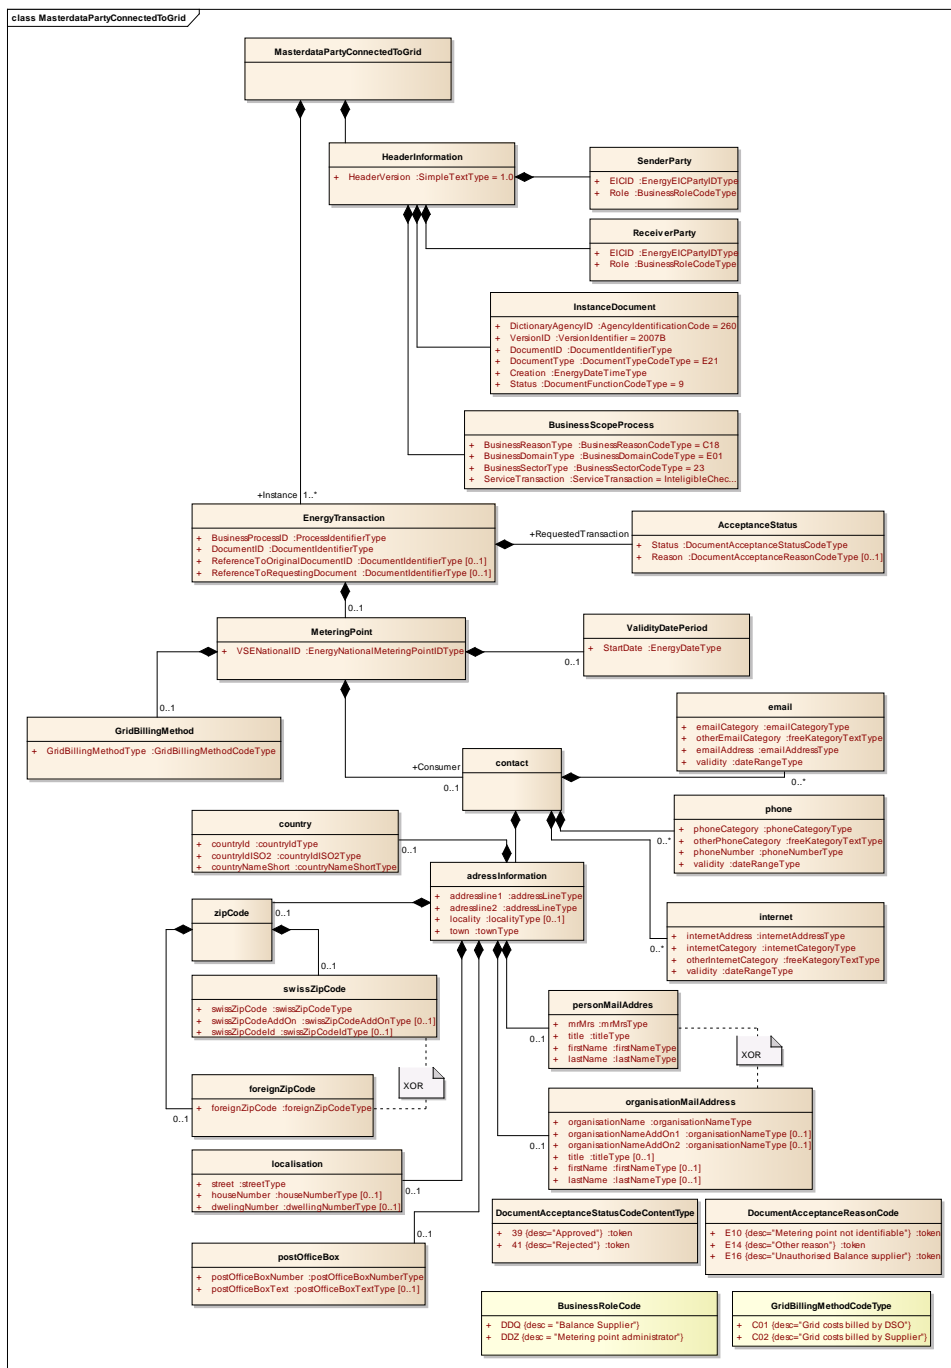 class MasterdataPartyConnectedToGrid
MasterdataPartyConnectedToGrid
HeaderInformation
+ HeaderVersion :SimpleTextType = 1.0
SenderParty
+ EICID :EnergyEICPartyIDType
+ Role :BusinessRoleCodeType
ReceiverParty
+ EICID :EnergyEICPartyIDType
+ Role :BusinessRoleCodeType
InstanceDocument
+ DictionaryAgencyID :AgencyIdentificationCode = 260
+ VersionID :VersionIdentifier = 2007B
+ DocumentID :DocumentIdentifierType
+ DocumentType :DocumentTypeCodeType = E21
+ Creation :EnergyDateTimeType
+ Status :DocumentFunctionCodeType = 9
BusinessScopeProcess
+ BusinessReasonType :BusinessReasonCodeType = C18
+ BusinessDomainType :BusinessDomainCodeType = E01
+ BusinessSectorType :BusinessSectorCodeType = 23
+ ServiceTransaction :ServiceTransaction = InteligibleChec...
+Instance 1..*
EnergyTransaction
+ BusinessProcessID :ProcessIdentifierType
+ DocumentID :DocumentIdentifierType
+ ReferenceToOriginalDocumentID :DocumentIdentifierType [0..1]
+ ReferenceToRequestingDocument :DocumentIdentifierType [0..1]
+RequestedTransaction
AcceptanceStatus
+ Status :DocumentAcceptanceStatusCodeType
+ Reason :DocumentAcceptanceReasonCodeType [0..1]
0..1
MeteringPoint
+ VSENationalID :EnergyNationalMeteringPointIDType
ValidityDatePeriod
+ StartDate :EnergyDateType
0..1
0..1
GridBillingMethod
+ GridBillingMethodType :GridBillingMethodCodeType
email
+ emailCategory :emailCategoryType
+ otherEmailCategory :freeKategoryTextType
+ emailAddress :emailAddressType
+ validity :dateRangeType
0..*
+Consumer
0..1
contact
phone
+ phoneCategory :phoneCategoryType
+ otherPhoneCategory :freeKategoryTextType
+ phoneNumber :phoneNumberType
+ validity :dateRangeType
0..*
country
+ countryId :countryIdType
+ countryIdISO2 :countryIdISO2Type
+ countryNameShort :countryNameShortType
0..1
adressInformation
+ addressline1 :addressLineType
+ adressline2 :addressLineType
+ locality :localityType [0..1]
+ town :townType
zipCode
0..1
0..1
internet
+ internetAddress :internetAddressType
+ internetCategory :internetCategoryType
+ otherInternetCategory :freeKategoryTextType
+ validity :dateRangeType
0..*
swissZipCode
+ swissZipCode :swissZipCodeType
+ swissZipCodeAddOn :swissZipCodeAddOnType [0..1]
+ swissZipCodeId :swissZipCodeIdType [0..1]
personMailAddres
+ mrMrs :mrMrsType
+ title :titleType
+ firstName :firstNameType
+ lastName :lastNameType
0..1
XOR
XOR
foreignZipCode
+ foreignZipCode :foreignZipCodeType
0..1
organisationMailAddress
+ organisationName :organisationNameType
+ organisationNameAddOn1 :organisationNameType [0..1]
+ organisationNameAddOn2 :organisationNameType [0..1]
+ title :titleType [0..1]
+ firstName :firstNameType [0..1]
+ lastName :lastNameType [0..1]
0..1
localisation
+ street :streetType
+ houseNumber :houseNumberType [0..1]
+ dwelingNumber :dwellingNumberType [0..1]
0..1
postOfficeBox
+ postOfficeBoxNumber :postOfficeBoxNumberType
+ postOfficeBoxText :postOfficeBoxTextType [0..1]
0..1
DocumentAcceptanceStatusCodeContentType
+ 39 {desc="Approved"} :token
+ 41 {desc="Rejected"} :token
DocumentAcceptanceReasonCode
+ E10 {desc="Metering point not identifiable"} :token
+ E14 {desc="Other reason"} :token
+ E16 {desc="Unauthorised Balance supplier"} :token
BusinessRoleCode
+ DDQ {desc = "Balance Supplier"}
+ DDZ {desc = "Metering point administrator"}
GridBillingMethodCodeType
+ C01 {desc="Grid costs billed by DSO"}
+ C02 {desc="Grid costs billed by Supplier"}